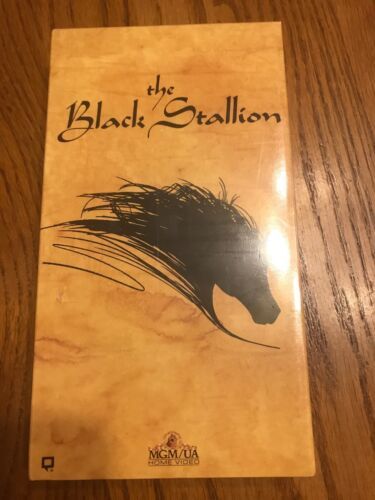 the
Black Stallion
MGM/UA
HOME VIDEO